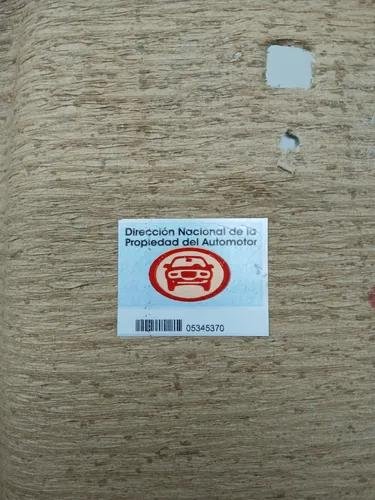 Dirección Nacional de la
Propiedad del Automotor
05345370